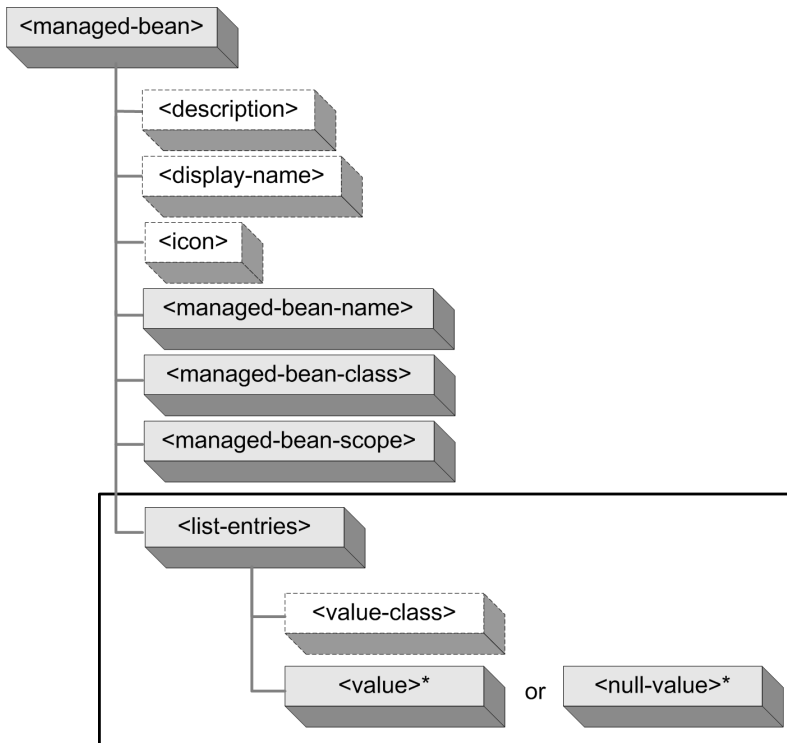 <managed-bean>
<description>
<display-name>
<icon>
<managed-bean-name>
<managed-bean-class>
<managed-bean-scope>
<list-entries>
<value-class>
<value>* or <null-value>*